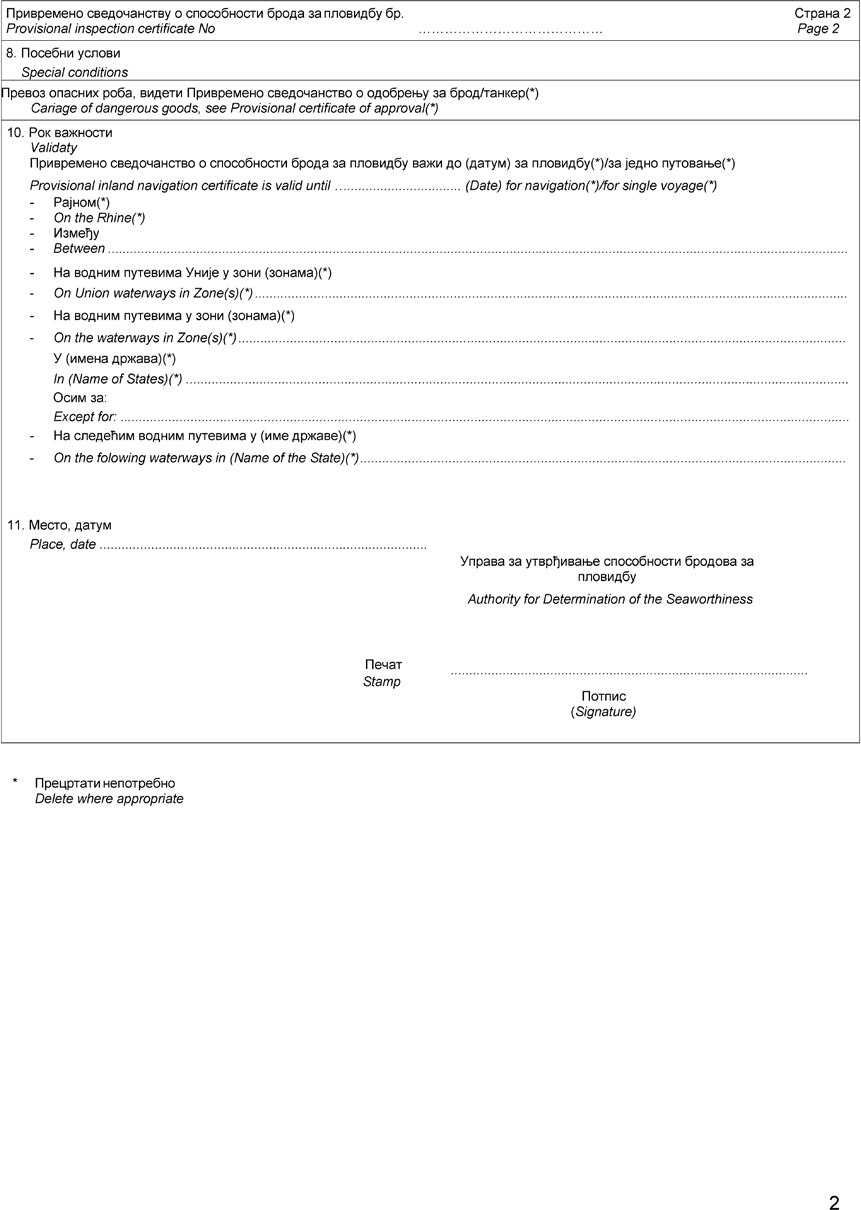 Привремено сведочанству о способности брода за пловидбу бр. Страна 2
Provisional inspection certificate No ………………………………… Page 2
8. Посебни услови
Special conditions
Превоз опасних роба, видети Привремено сведочанство о одобрењу за брод/танкер(*)
Cariage of dangerous goods, see Provisional certificate of approval(*)
10. Рок важности
Validaty
Привремено сведочанство о способности брода за пловидбу важи до (датум) за пловидбу(*)/за једно путовање(*)
Provisional inland navigation certificate is valid until …................................ (Date) for navigation(*)/for single voyage(*)
- Рајном(*)
- On the Rhine(*)
- Између
- Between ........................................................................
- На водним путевима Уније у зони (зонама)(*)
- On Union waterways in Zone(s)(*)........................................................................
- На водним путевима у зони (зонама)(*)
- On the waterways in Zone(s)(*)........................................................................
У (имена држава)(*)
In (Name of States)(*) ........................................................................
Осим за:
Except for: ........................................................................
- На следећим водним путевима у (име државе)(*)
- On the folowing waterways in (Name of the State)(*)........................................................................
11. Место, датум
Place, date ........................................................................
Управа за утврђивање способности бродова за
пловидбу
Authority for Determination of the Seaworthiness
Печат
Stamp ........................................................................
Потпис
(Signature)
* Прецртати непотребно
Delete where appropriate
2